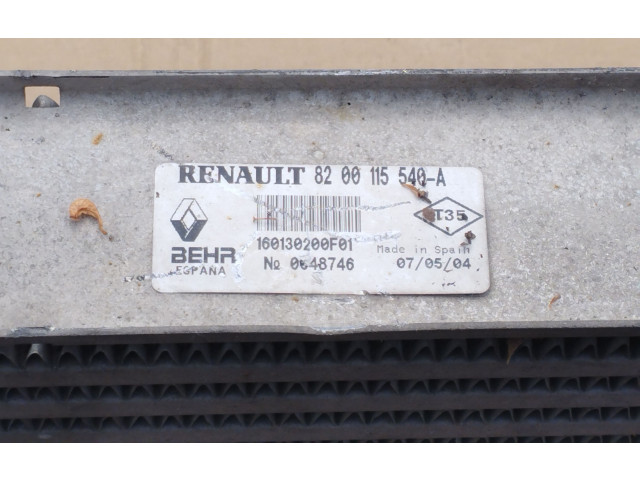 RENAULT 82 00 115 540-A
BEHR
ESPAÑA
160130200F01
№ 0648746
T35
Made in Spain
07/05/04